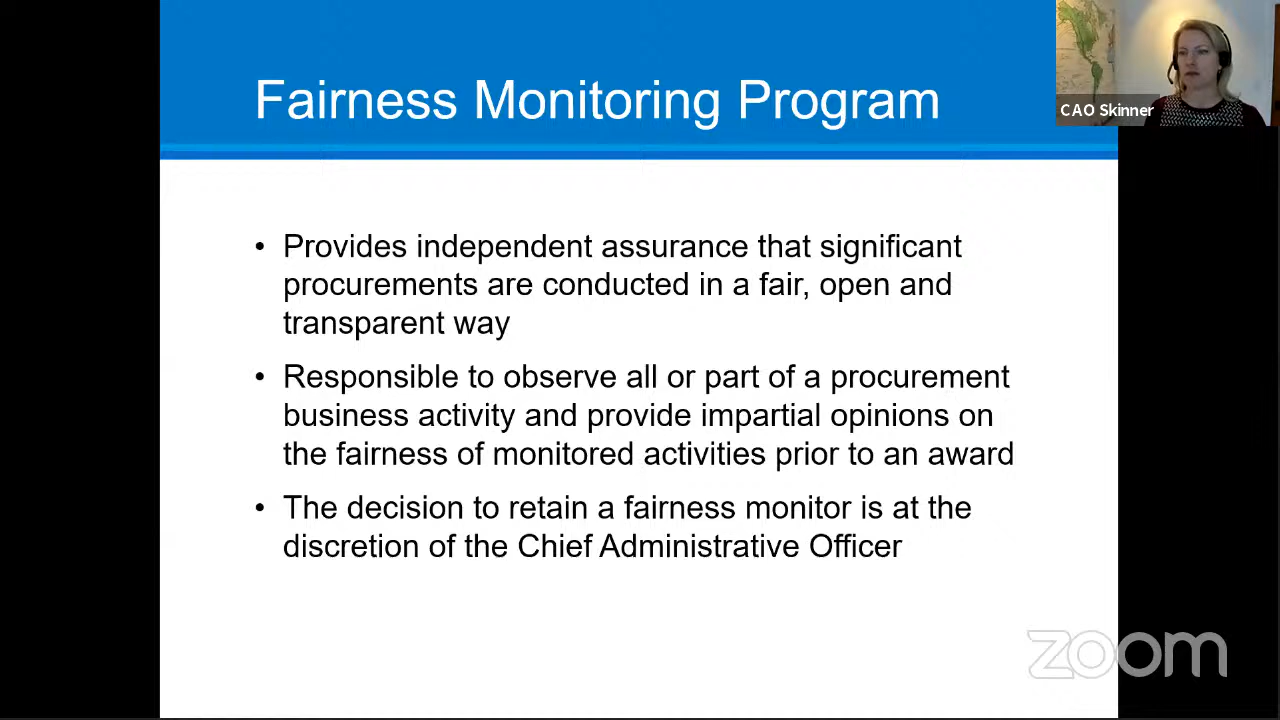 Fairness Monitoring Program
CAO Skinner
• Provides independent assurance that significant
procurements are conducted in a fair, open and
transparent way
• Responsible to observe all or part of a procurement
business activity and provide impartial opinions on
the fairness of monitored activities prior to an award
• The decision to retain a fairness monitor is at the
discretion of the Chief Administrative Officer
zoom